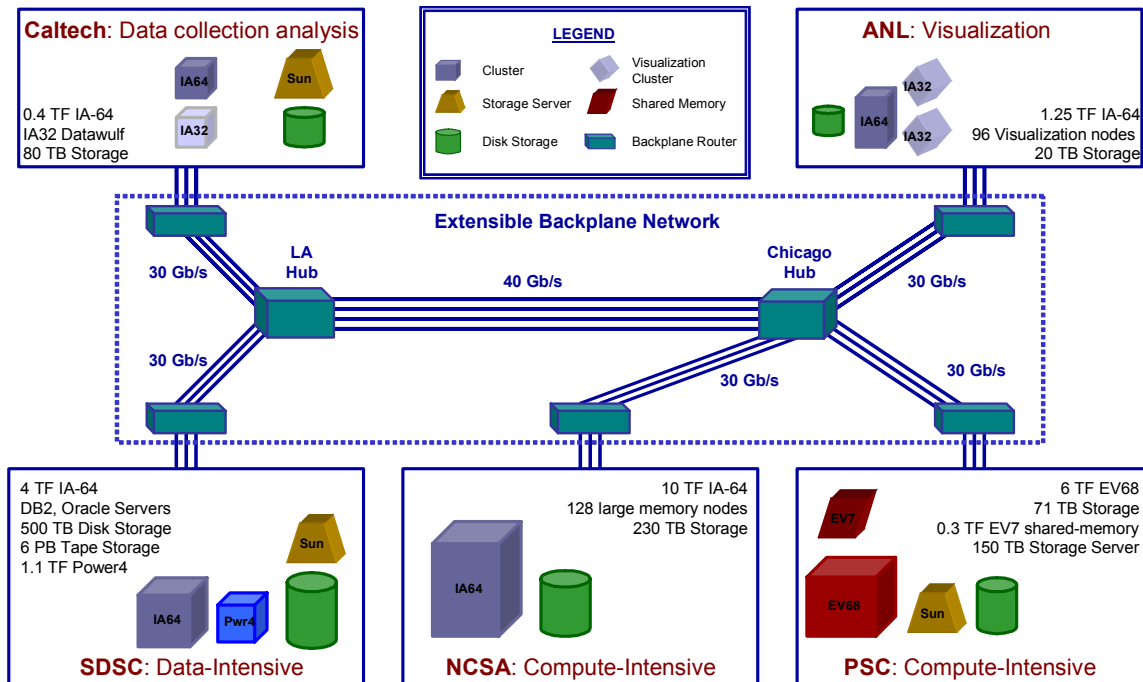 Caltech: Data collection analysis
IA64
Sun
IA32
0.4 TF IA-64
IA32 Datawulf
80 TB Storage
LEGEND
Cluster
Visualization
Cluster
Storage Server
Shared Memory
Disk Storage
Backplane Router
ANL: Visualization
IA32
IA64
IA32
1.25 TF IA-64
96 Visualization nodes
20 TB Storage
Extensible Backplane Network
LA
Hub
Chicago
Hub
30 Gb/s
40 Gb/s
30 Gb/s
30 Gb/s
30 Gb/s
30 Gb/s
4 TF IA-64
DB2, Oracle Servers
500 TB Disk Storage
6 PB Tape Storage
1.1 TF Power4
Sun
IA64
Pwr4
SDSC: Data-Intensive
10 TF IA-64
128 large memory nodes
230 TB Storage
IA64
NCSA: Compute-Intensive
6 TF EV68
71 TB Storage
0.3 TF EV7 shared-memory
150 TB Storage Server
EV7
EV68
Sun
PSC: Compute-Intensive